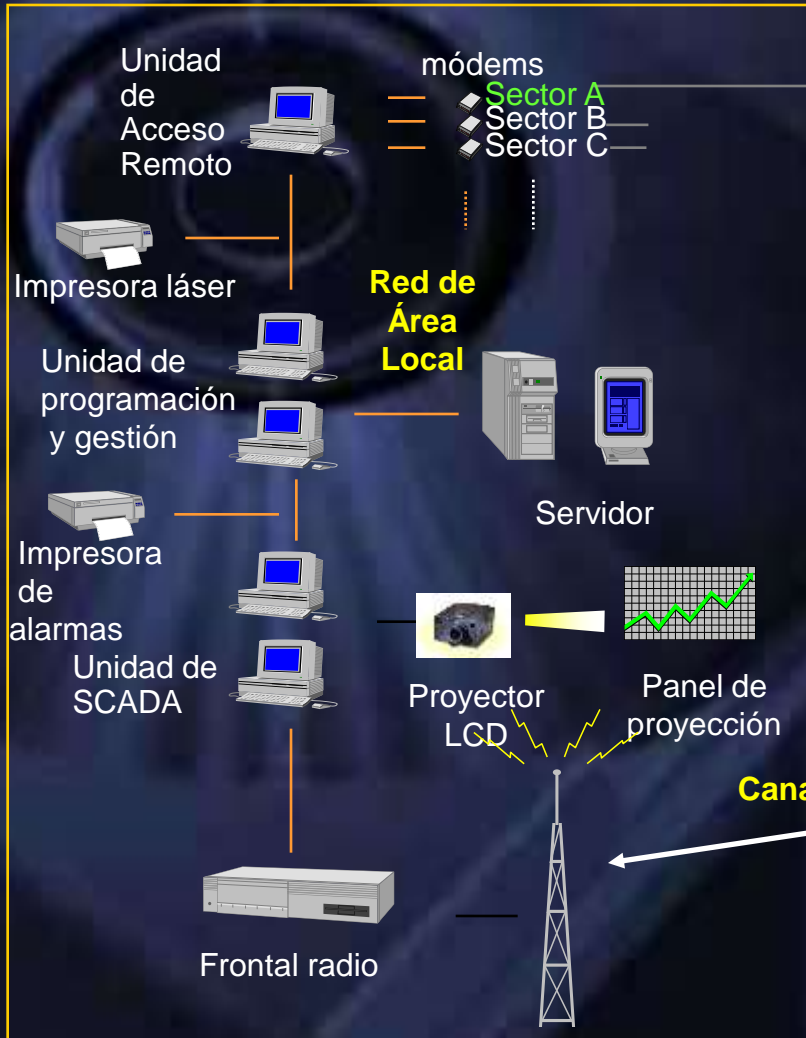 Unidad
de
Acceso
Remoto
módems
Sector A
Sector B
Sector C
Impresora láser
Red de
Área
Local
Unidad de
programación
y gestión
Servidor
Impresora
de
alarmas
Unidad de
SCADA
Proyector
LCD
Panel de
proyección
Cana
Frontal radio